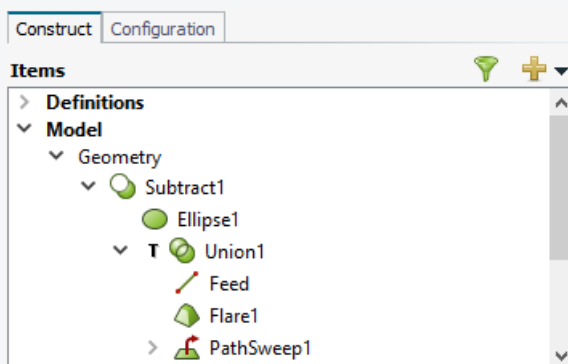 Construct Configuration
Items
Definitions
Model
Geometry
Subtract1
Ellipse1
T Union1
Feed
Flare1
PathSweep1